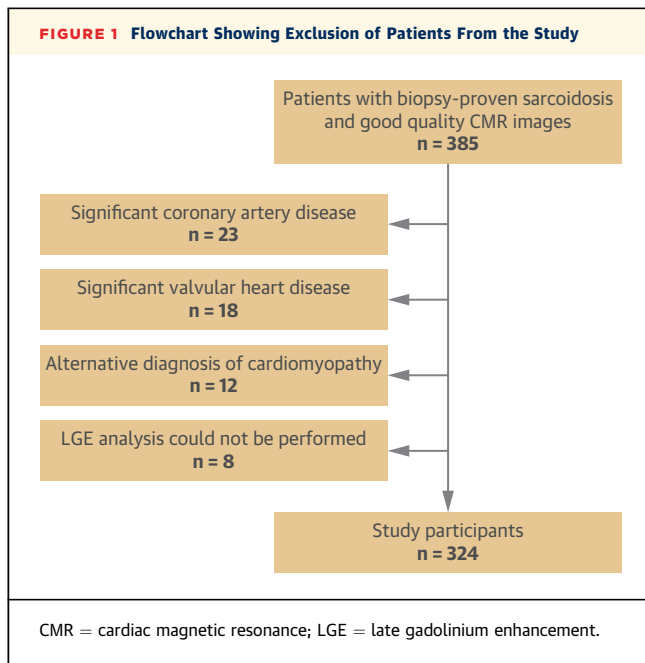 FIGURE 1 Flowchart Showing Exclusion of Patients From the Study
Patients with biopsy-proven sarcoidosis
and good quality CMR images
n = 385
Significant coronary artery disease
n = 23
Significant valvular heart disease
n = 18
Alternative diagnosis of cardiomyopathy
n = 12
LGE analysis could not be performed
n = 8
Study participants
n = 324
CMR = cardiac magnetic resonance; LGE = late gadolinium enhancement.